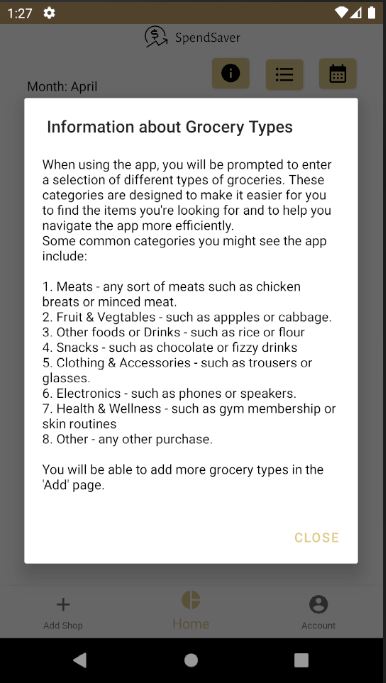 1:27
SpendSaver
Month: April
Information about Grocery Types
When using the app, you will be prompted to enter
a selection of different types of groceries. These
categories are designed to make it easier for you
to find the items you're looking for and to help you
navigate the app more efficiently.
Some common categories you might see the app
include:
1. Meats - any sort of meats such as chicken
breats or minced meat.
2. Fruit & Vegtables - such as appples or cabbage.
3. Other foods or Drinks - such as rice or flour
4. Snacks - such as chocolate or fizzy drinks
5. Clothing & Accessories - such as trousers or
glasses.
6. Electronics - such as phones or speakers.
7. Health & Wellness - such as gym membership or
skin routines
8. Other - any other purchase.
You will be able to add more grocery types in the
'Add' page.
CLOSE
Add Shop
Home
Account